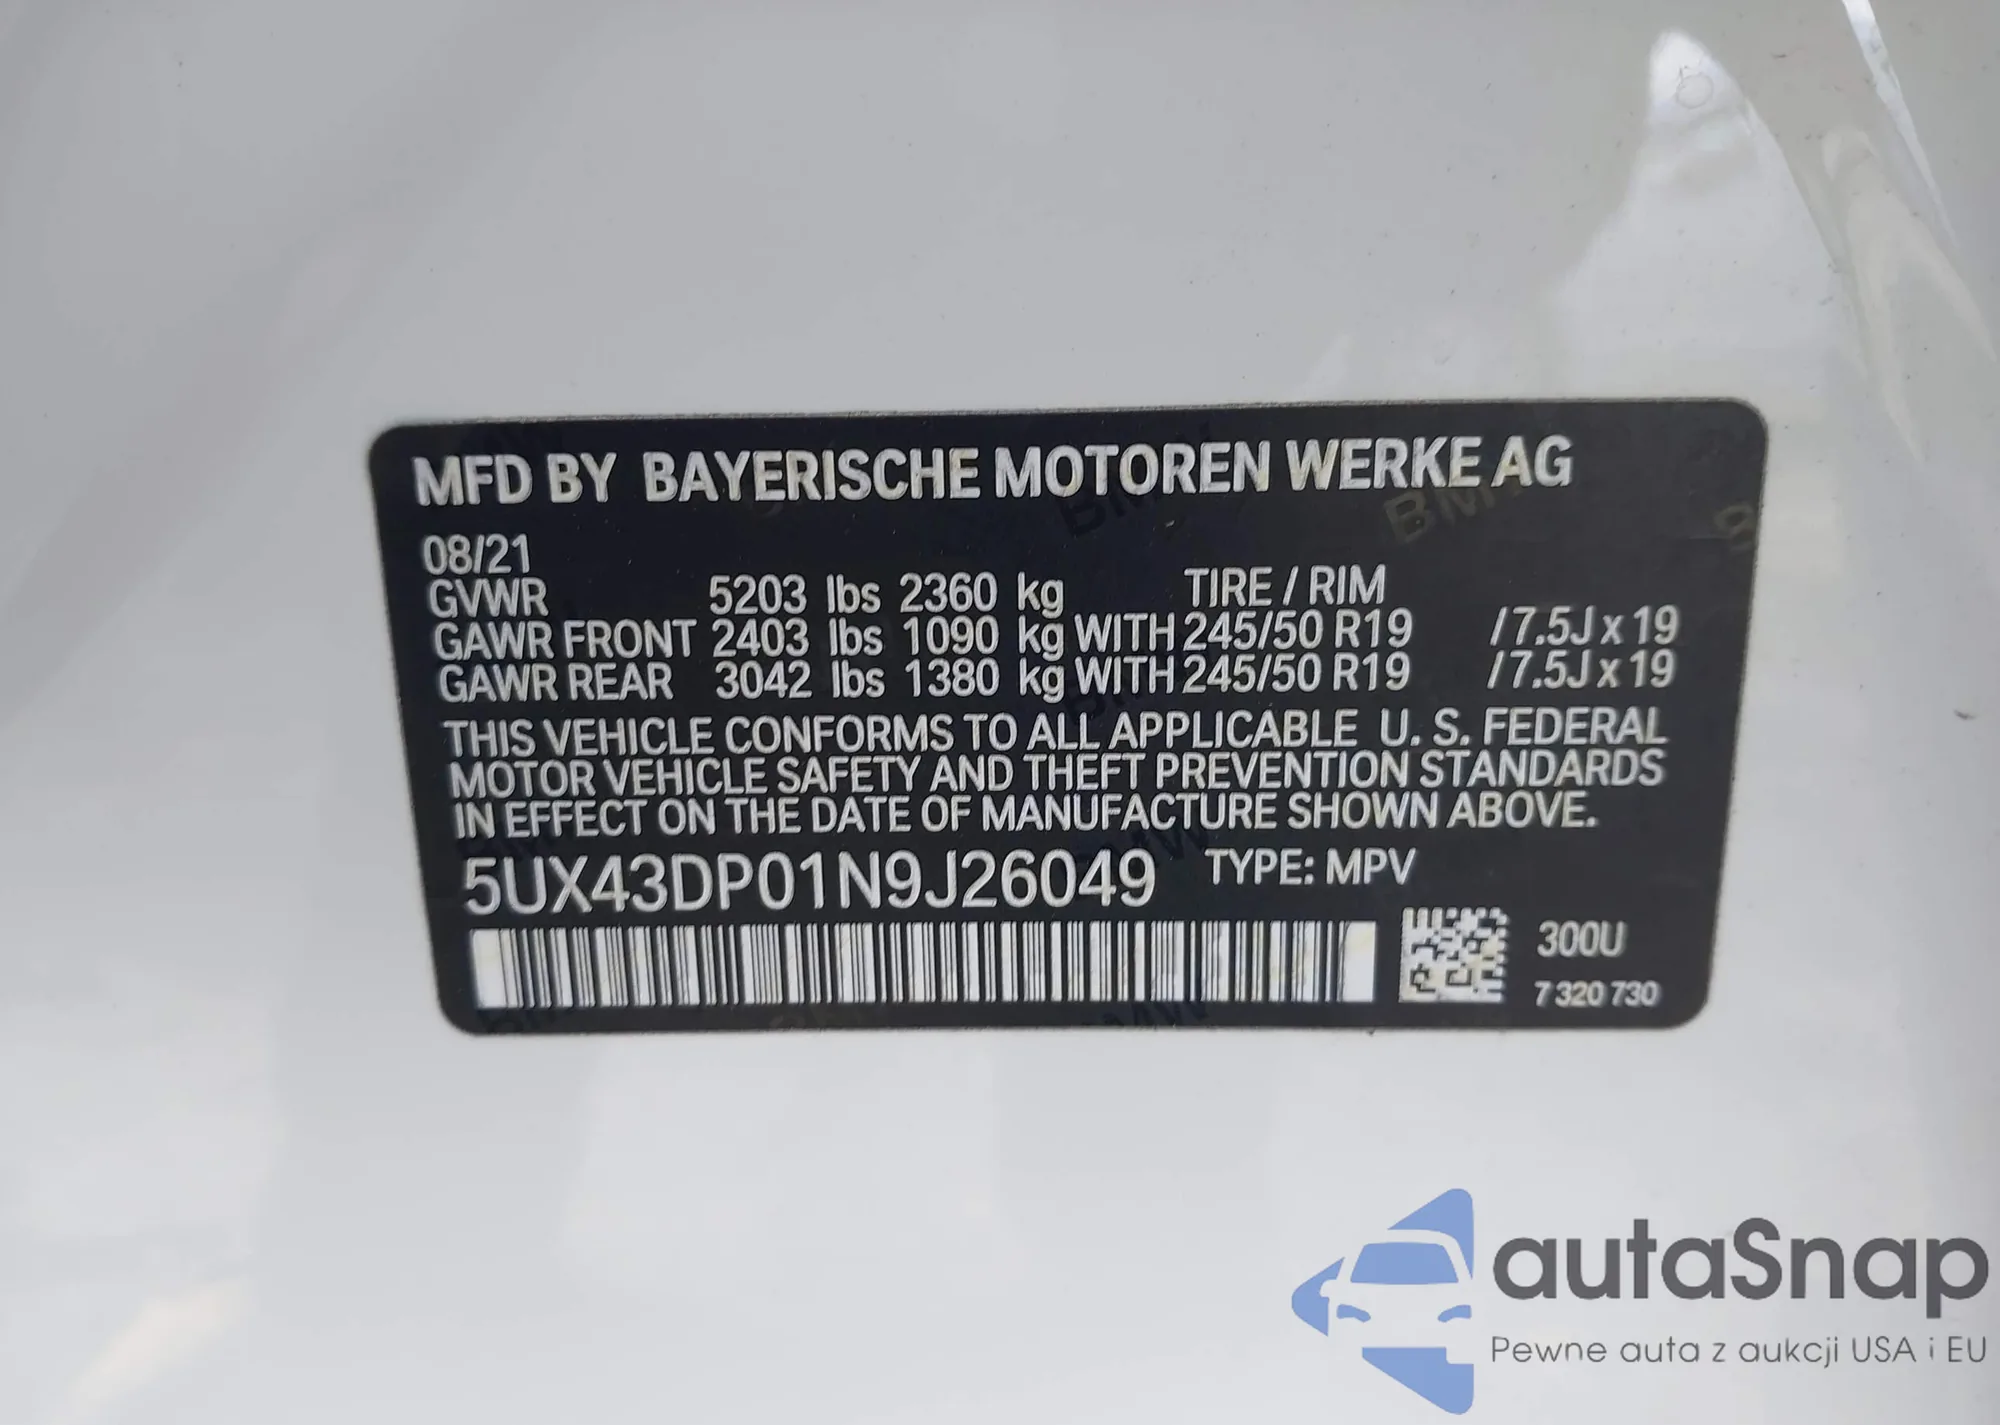 MFD BY BAYERISCHE MOTOREN WERKE AG
08/21
GVWR 5203 lbs 2360 kg TIRE / RIM
GAWR FRONT 2403 lbs 1090 kg WITH 245/50 R19 / 7.5J x 19
GAWR REAR 3042 lbs 1380 kg WITH 245/50 R19 / 7.5J x 19
THIS VEHICLE CONFORMS TO ALL APPLICABLE U. S. FEDERAL
MOTOR VEHICLE SAFETY AND THEFT PREVENTION STANDARDS
IN EFFECT ON THE DATE OF MANUFACTURE SHOWN ABOVE.
5UX43DP01N9J26049 TYPE: MPV
300U
7 320 730
autaSnap
Pewne auta z aukcji USA i EU